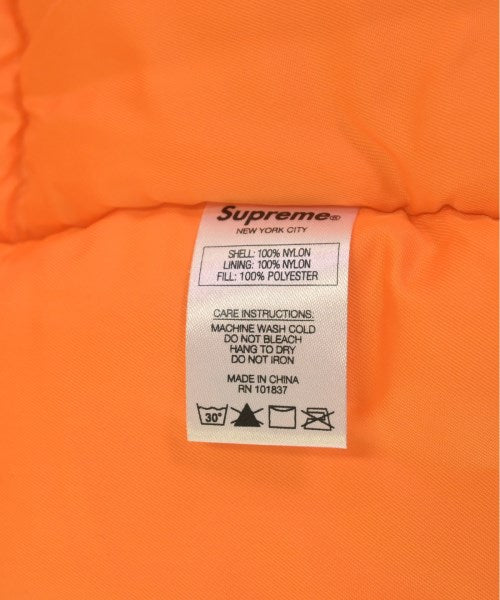 Supreme®
NEW YORK CITY
SHELL: 100% NYLON
LINING: 100% NYLON
FILL: 100% POLYESTER
CARE INSTRUCTIONS:
MACHINE WASH COLD
DO NOT BLEACH
HANG TO DRY
DO NOT IRON
MADE IN CHINA
RN 101837
30°